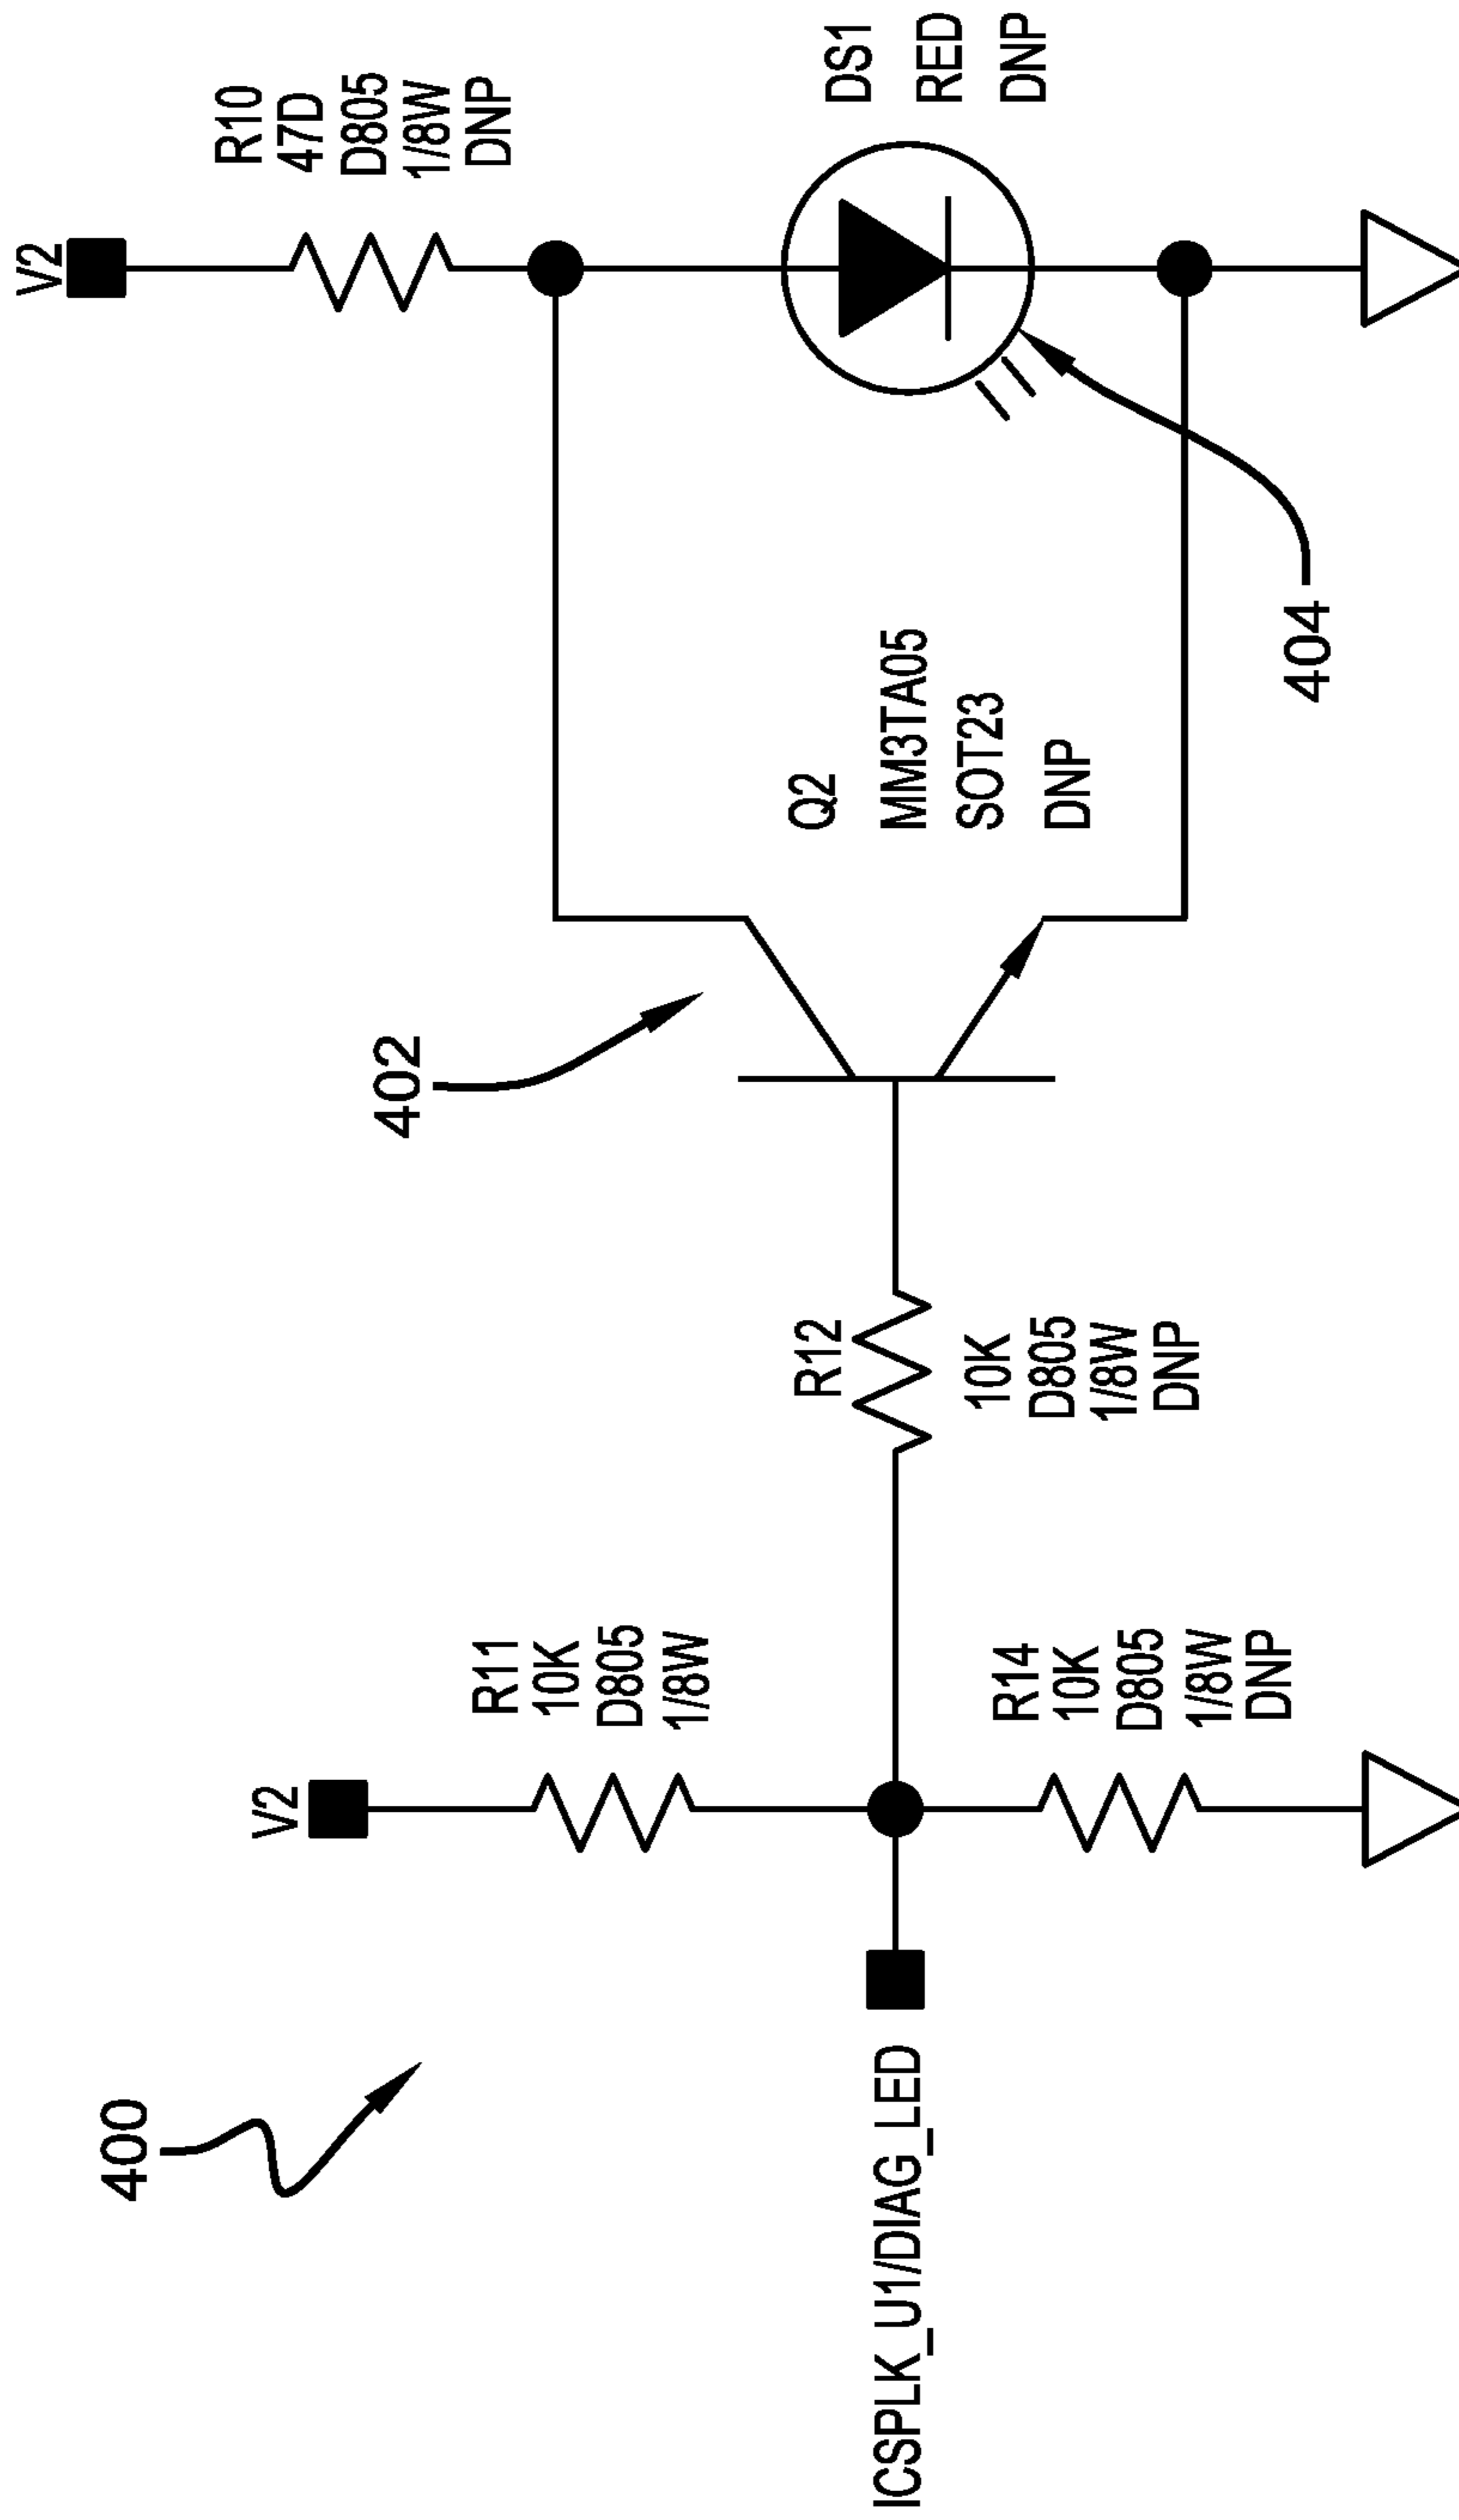 400
ICSPLK_U1/DIAG_LED
V2
R11
10K
D805
1/8W
R14
10K
D805
1/8W
DNP
R12
10K
D805
1/8W
DNP
402
Q2
MM3TA05
SOT23
DNP
404
V2
R10
47D
D805
1/8W
DNP
DS1
RED
DNP